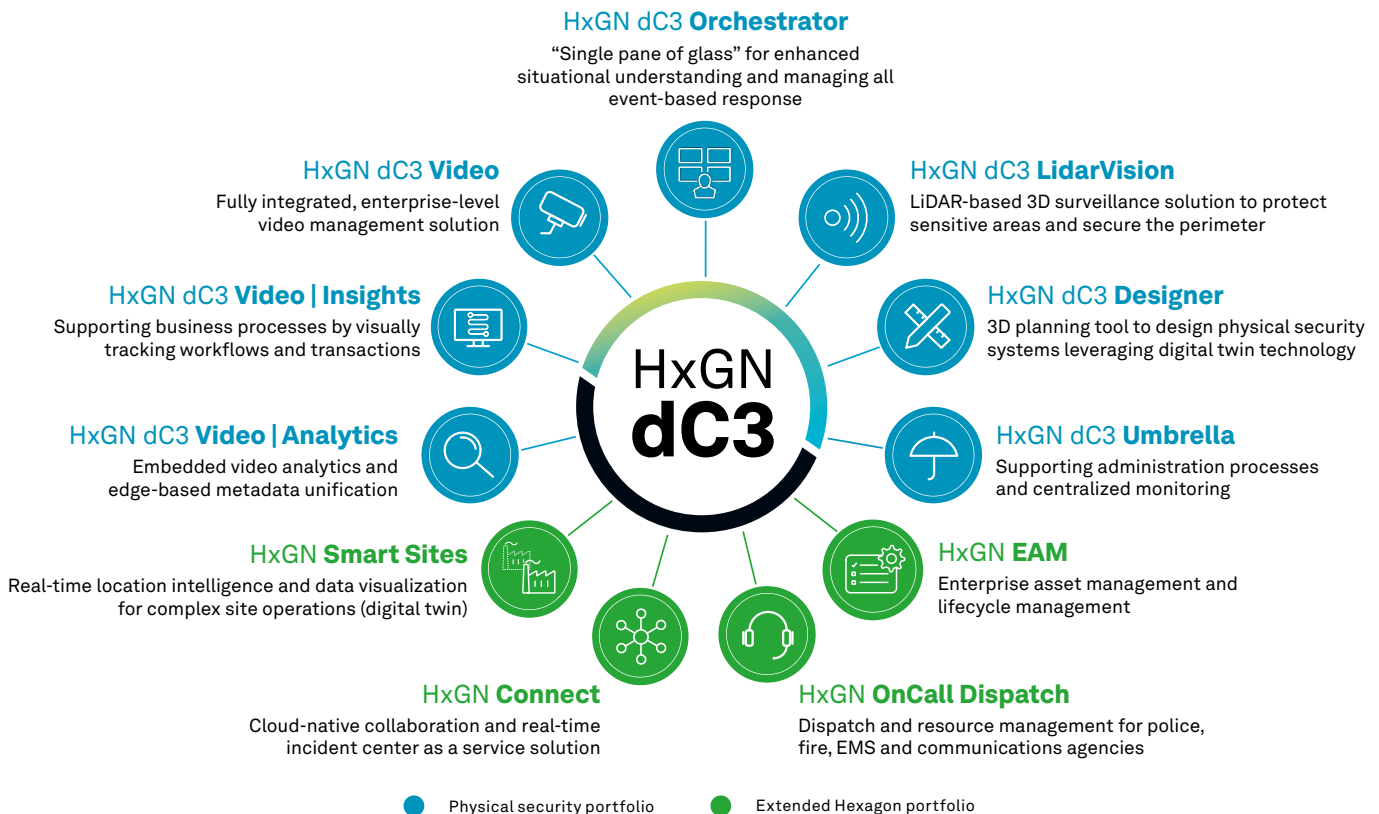 HxGN dC3 Orchestrator
“Single pane of glass” for enhanced
situational understanding and managing all
event-based response
HxGN dC3 Video
Fully integrated, enterprise-level
video management solution
HxGN dC3 LidarVision
LiDAR-based 3D surveillance solution to protect
sensitive areas and secure the perimeter
HxGN dC3 Video | Insights
Supporting business processes by visually
tracking workflows and transactions
HxGN dC3 Designer
3D planning tool to design physical security
systems leveraging digital twin technology
HxGN
dC3
HxGN dC3 Video | Analytics
Embedded video analytics and
edge-based metadata unification
HxGN dC3 Umbrella
Supporting administration processes
and centralized monitoring
HxGN Smart Sites
Real-time location intelligence and data visualization
for complex site operations (digital twin)
HxGN EAM
Enterprise asset management and
lifecycle management
HxGN Connect
Cloud-native collaboration and real-time
incident center as a service solution
HxGN OnCall Dispatch
Dispatch and resource management for police,
fire, EMS and communications agencies
Physical security portfolio
Extended Hexagon portfolio